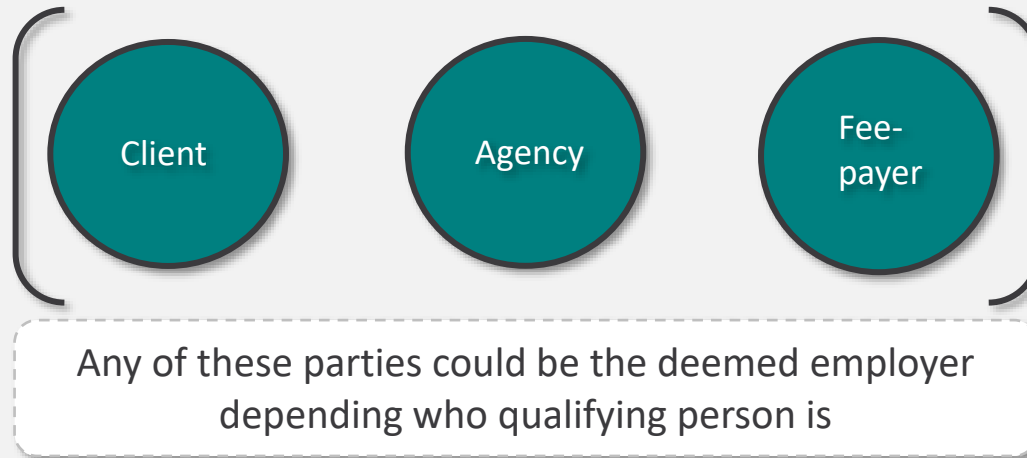 Client
Agency
Fee-
payer
Any of these parties could be the deemed employer
depending who qualifying person is